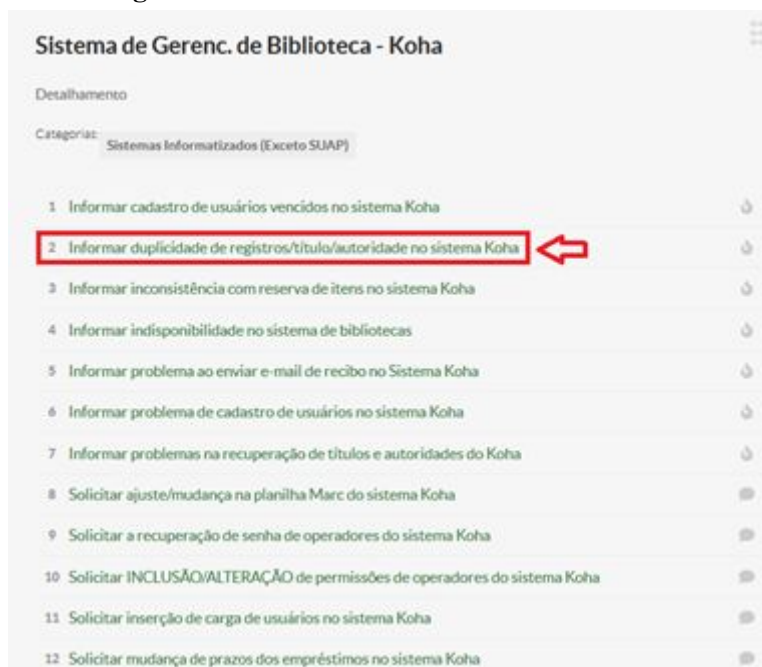 Sistema de Gerenc. de Biblioteca - Koha
Detalhamento
Categorias: Sistemas Informatizados (Exceto SUAP)
1 Informar cadastro de usuários vencidos no sistema Koha
2 Informar duplicidade de registros/título/autoridade no sistema Koha
3 Informar inconsistência com reserva de itens no sistema Koha
4 Informar indisponibilidade no sistema de bibliotecas
5 Informar problema ao enviar e-mail de recibo no Sistema Koha
6 Informar problema de cadastro de usuários no sistema Koha
7 Informar problemas na recuperação de títulos e autoridades do Koha
8 Solicitar ajuste/mudança na planilha Marc do sistema Koha
9 Solicitar a recuperação de senha de operadores do sistema Koha
10 Solicitar INCLUSÃO/ALTERAÇÃO de permissões de operadores do sistema Koha
11 Solicitar inserção de carga de usuários no sistema Koha
12 Solicitar mudança de prazos dos empréstimos no sistema Koha